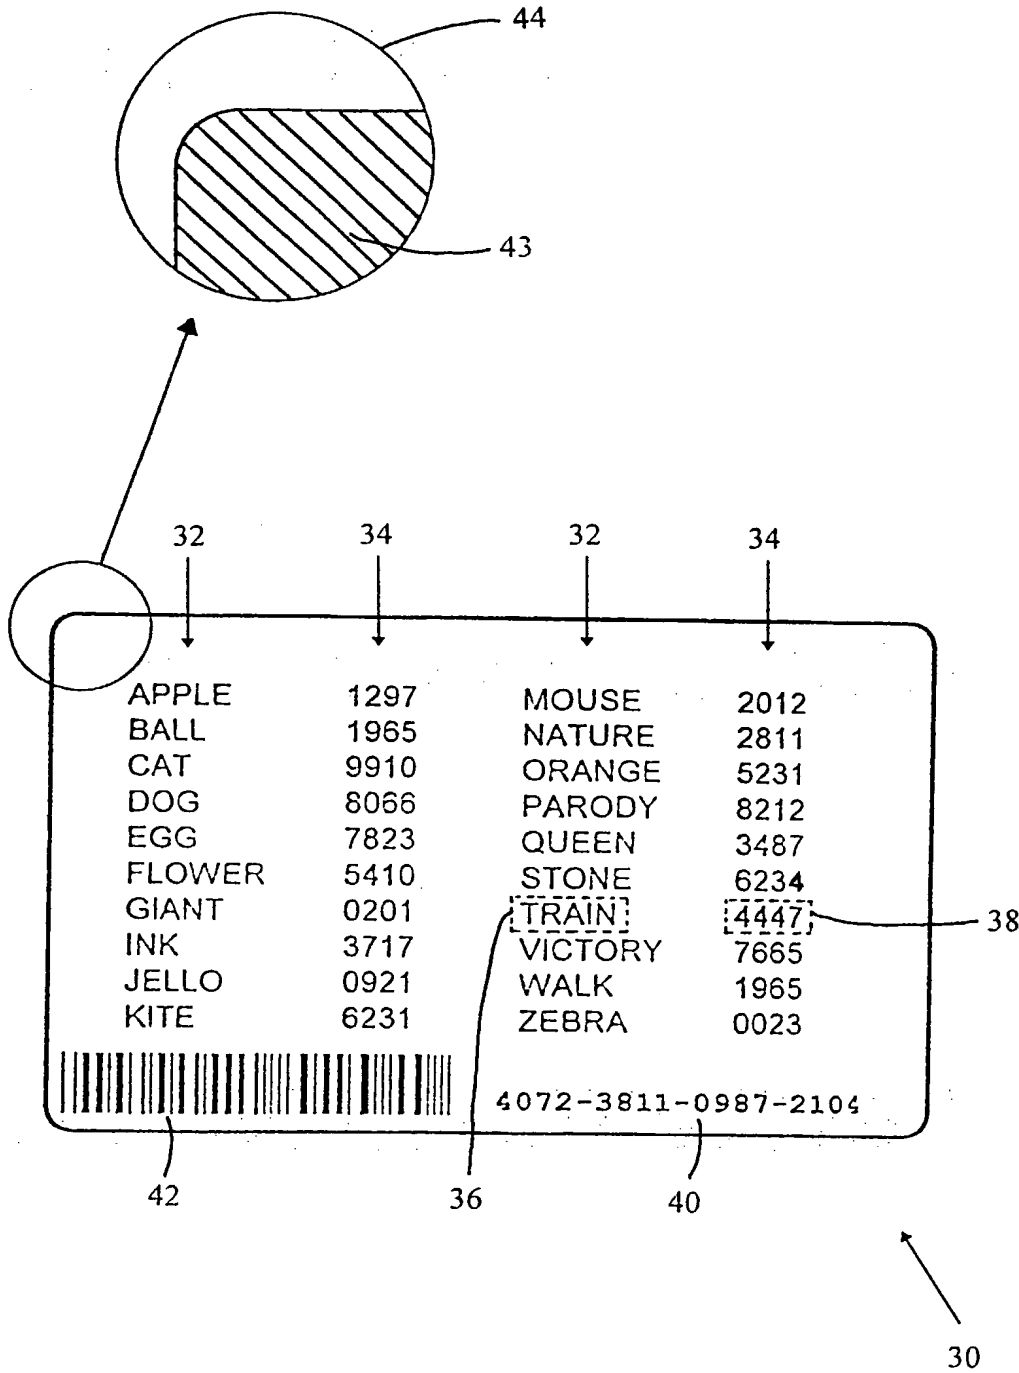 44
43
32 34 32 34
APPLE 1297 MOUSE 2012
BALL 1965 NATURE 2811
CAT 9910 ORANGE 5231
DOG 8066 PARODY 8212
EGG 7823 QUEEN 3487
FLOWER 5410 STONE 6234
GIANT 0201 TRAIN 4447 38
INK 3717 VICTORY 7665
JELLO 0921 WALK 1965
KITE 6231 ZEBRA 0023
4072-3811-0987-2104
42 36 40
30